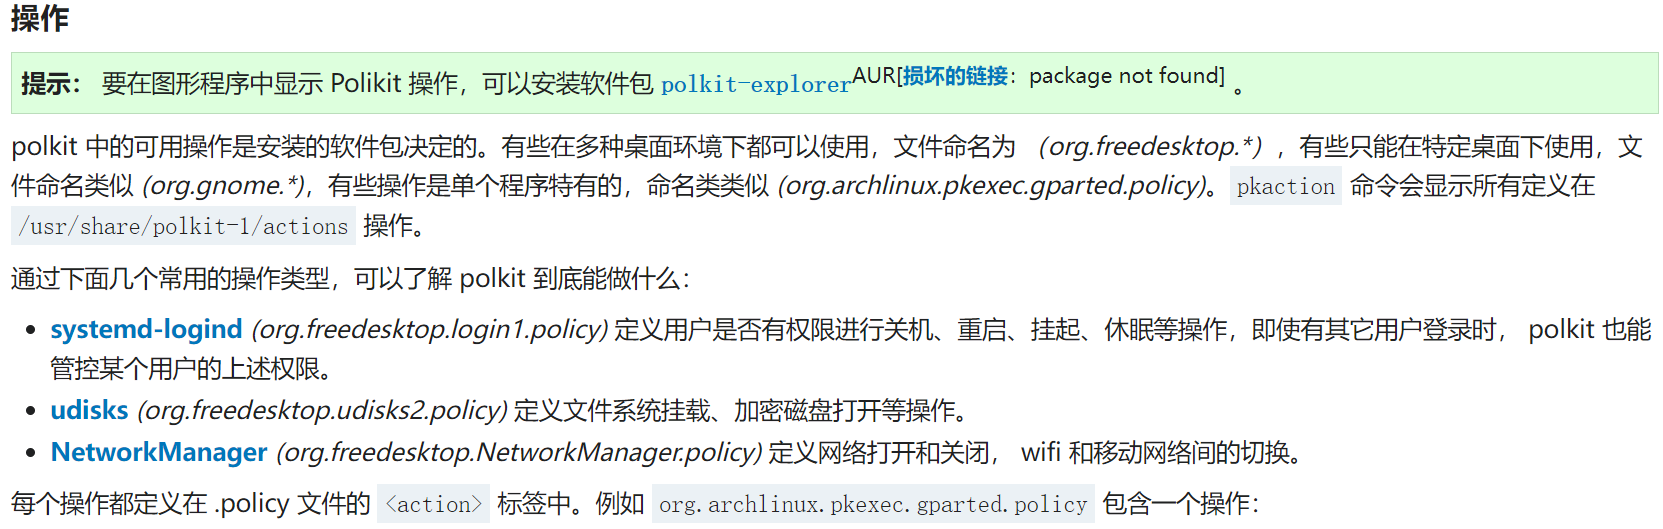 操作
提示： 要在图形程序中显示 Polikit 操作，可以安装软件包 polkit-explorerAUR[损坏的链接：package not found] 。
polkit 中的可用操作是安装的软件包决定的。有些在多种桌面环境下都可以使用，文件命名为 （org.freedesktop.*），有些只能在特定桌面下使用，文
件命名类似 (org.gnome.*)，有些操作是单个程序特有的，命名类类似 (org.archlinux.pkexec.gparted.policy)。 pkaction 命令会显示所有定义在
/usr/share/polkit-1/actions 操作。
通过下面几个常用的操作类型，可以了解 polkit 到底能做什么：
• systemd-logind (org.freedesktop.login1.policy) 定义用户是否有权限进行关机、重启、挂起、休眠等操作，即使有其它用户登录时， polkit 也能
管控某个用户的上述权限。
• udisks (org.freedesktop.udisks2.policy) 定义文件系统挂载、加密磁盘打开等操作。
• NetworkManager (org.freedesktop.NetworkManager.policy) 定义网络打开和关闭， wifi 和移动网络间的切换。
每个操作都定义在 .policy 文件的 <action> 标签中。例如 org.archlinux.pkexec.gparted.policy 包含一个操作：